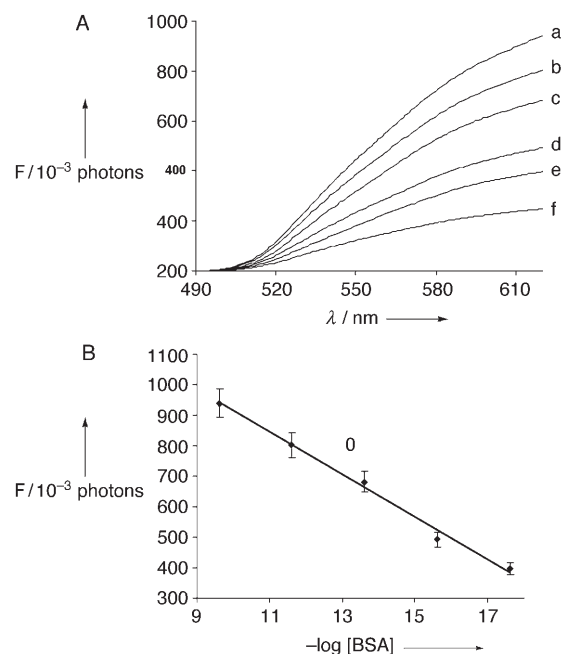 A
1000
800
600
400
400
200
F/10⁻³ photons
a
b
c
d
e
f
490 520 550 580 610
λ / nm
B
1100
1000
900
800
700
600
500
400
300
F/10⁻³ photons
0
9 11 13 15 17
–log [BSA]